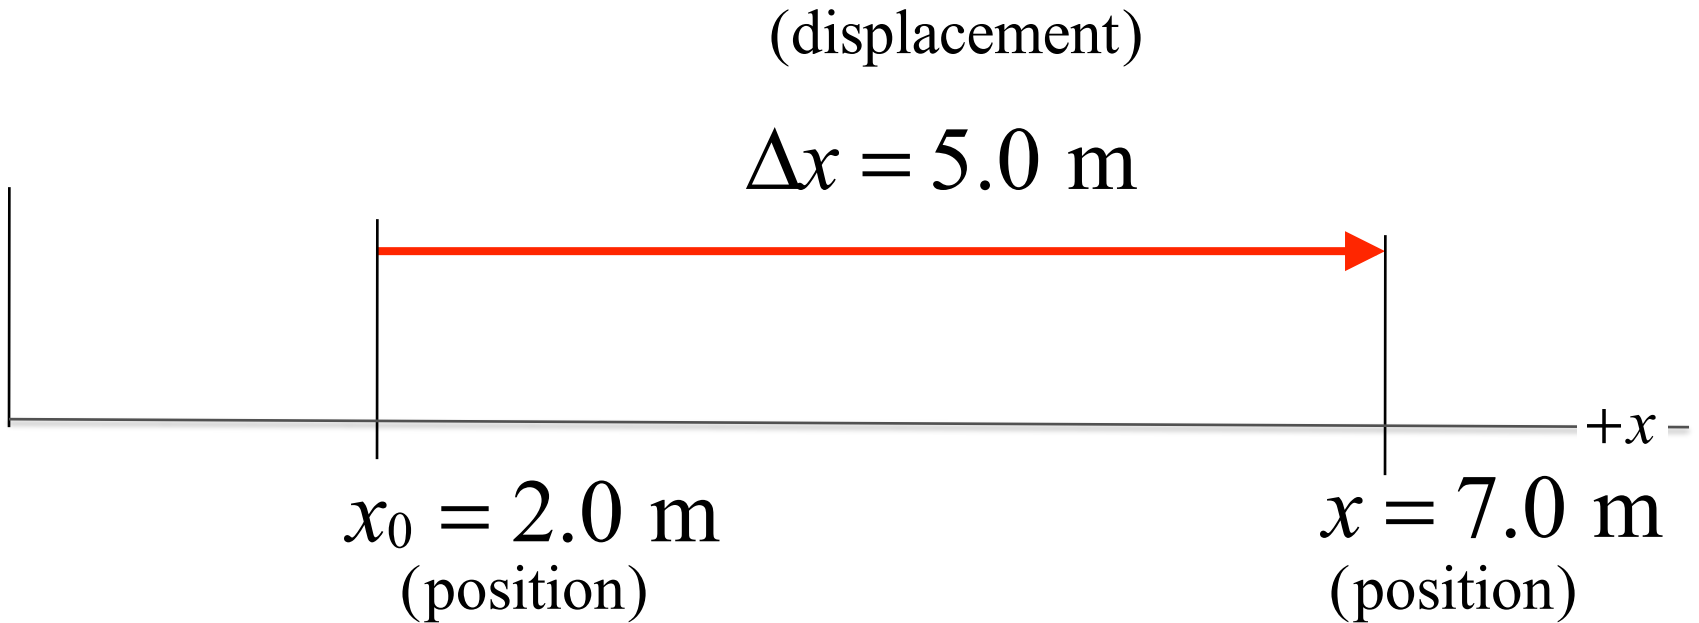 (displacement)
Δx = 5.0 m
+x
x₀ = 2.0 m
(position)
x = 7.0 m
(position)